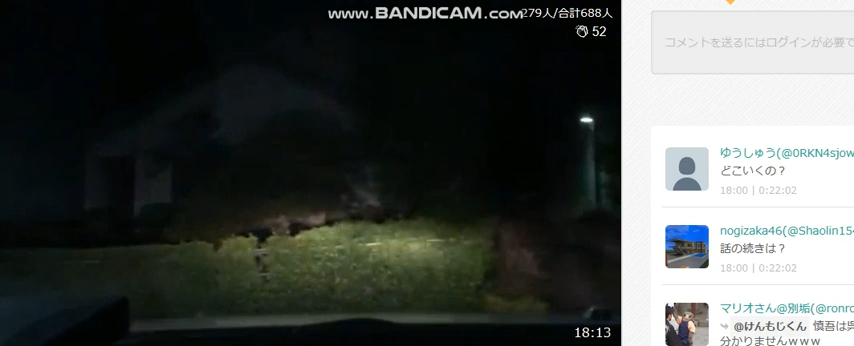 www.BANDICAM.com
279人/合計688人
52
18:13
コメントを送るにはログインが必要で
ゆうしゅう(@0RKN4sjow
どこいくの？
18:00 | 0:22:02
nogizaka46(@Shaolin154
話の続きは？
18:00 | 0:22:02
マリオさん@別垢(@ronro
@けんもじくん 慎吾は呉
分かりませんｗｗｗ